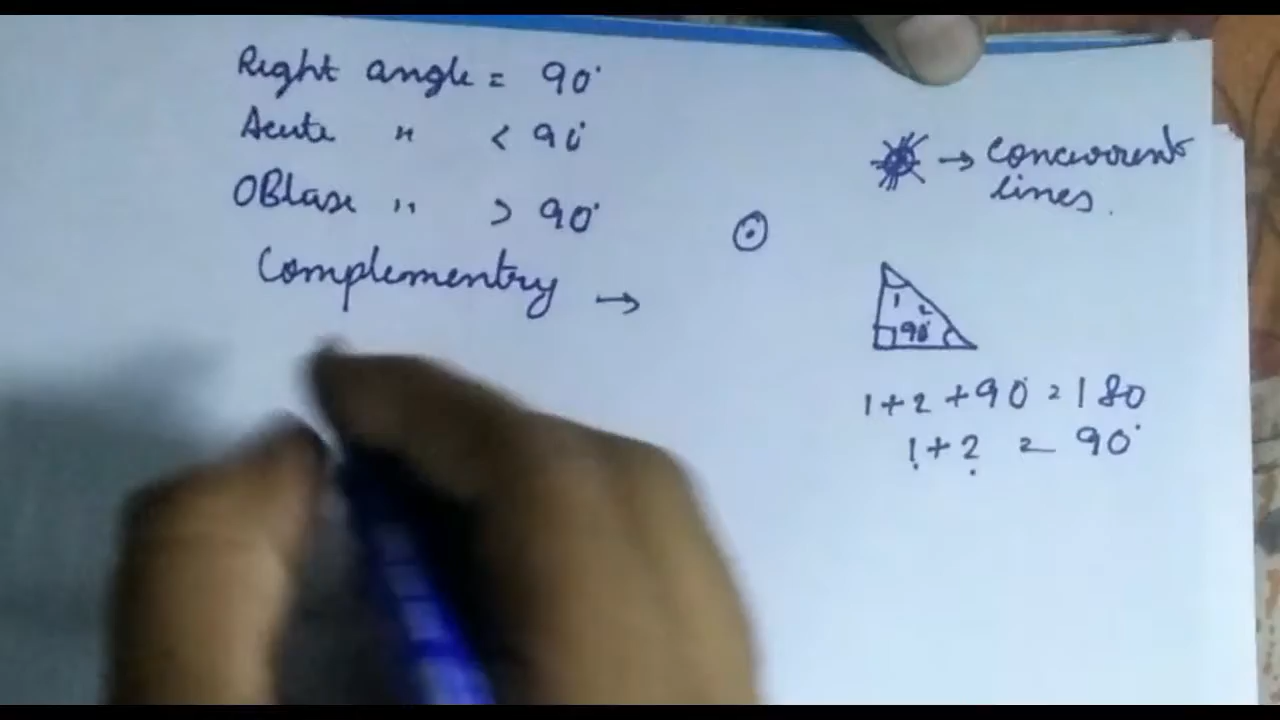 Right angle = 90°
Acute " < 90°
OBlase " > 90°
Complementry →
→ concurrent
lines.
1 2
90°
1+2+90° = 180
1+2 = 90°